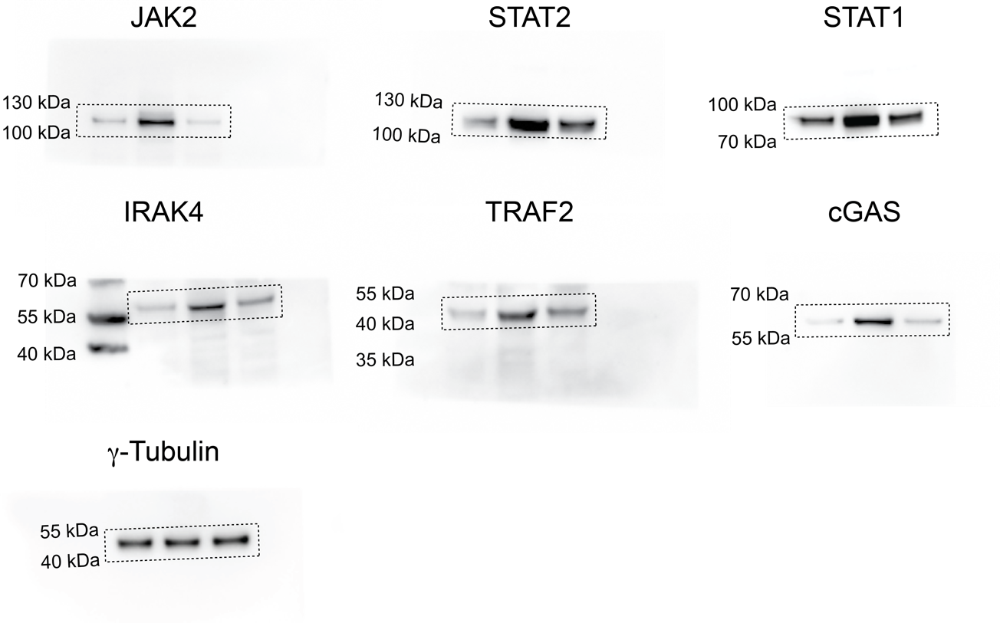 JAK2
130 kDa
100 kDa
STAT2
130 kDa
100 kDa
STAT1
100 kDa
70 kDa
IRAK4
70 kDa
55 kDa
40 kDa
TRAF2
55 kDa
40 kDa
35 kDa
cGAS
70 kDa
55 kDa
γ-Tubulin
55 kDa
40 kDa